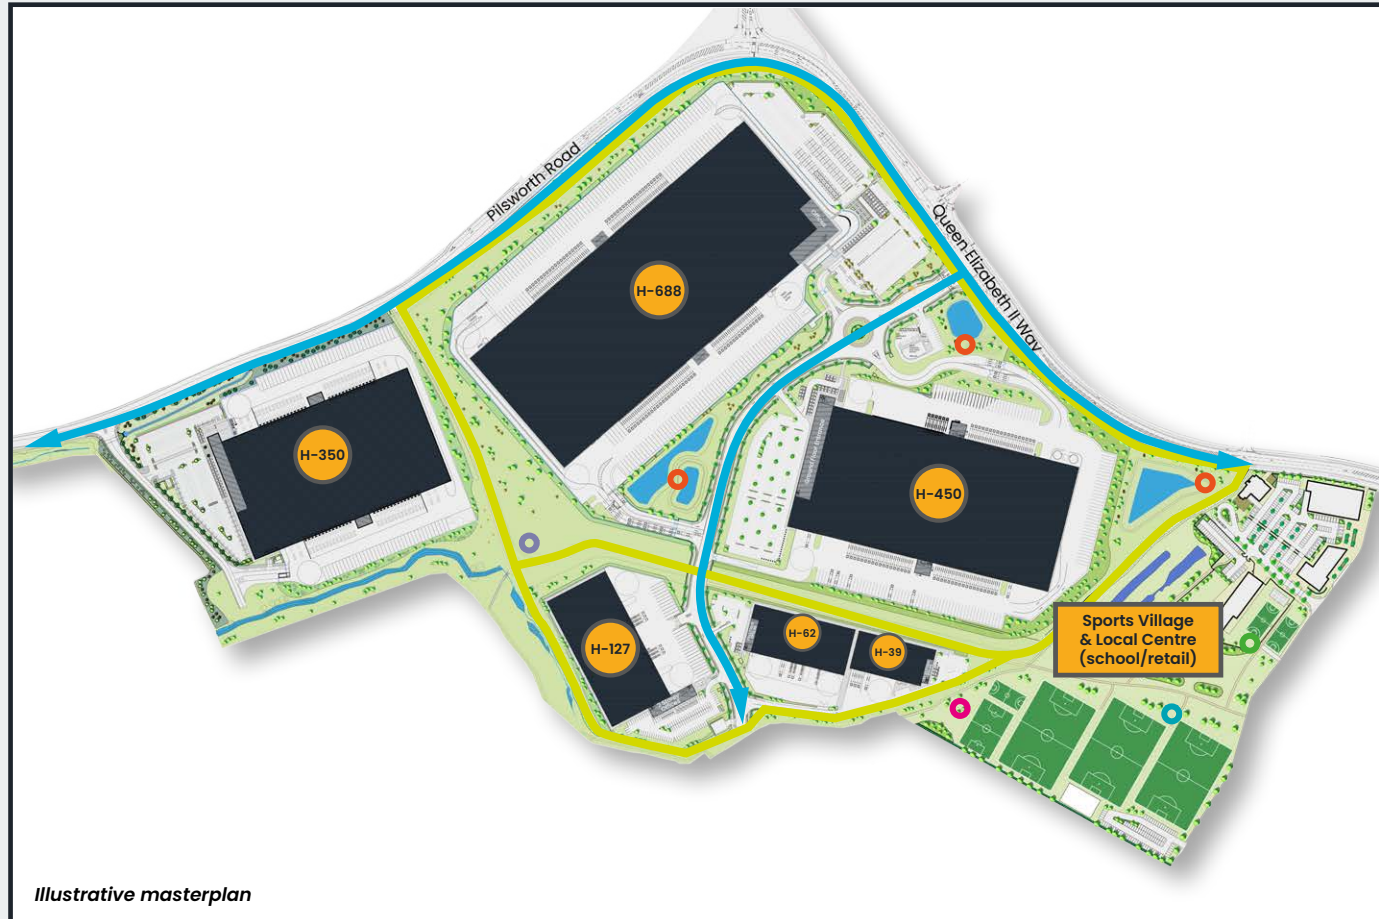 Pilsworth Road
Queen Elizabeth II Way
H-688
H-350
H-450
H-127
H-62
H-39
Sports Village
& Local Centre
(school/retail)
Illustrative masterplan